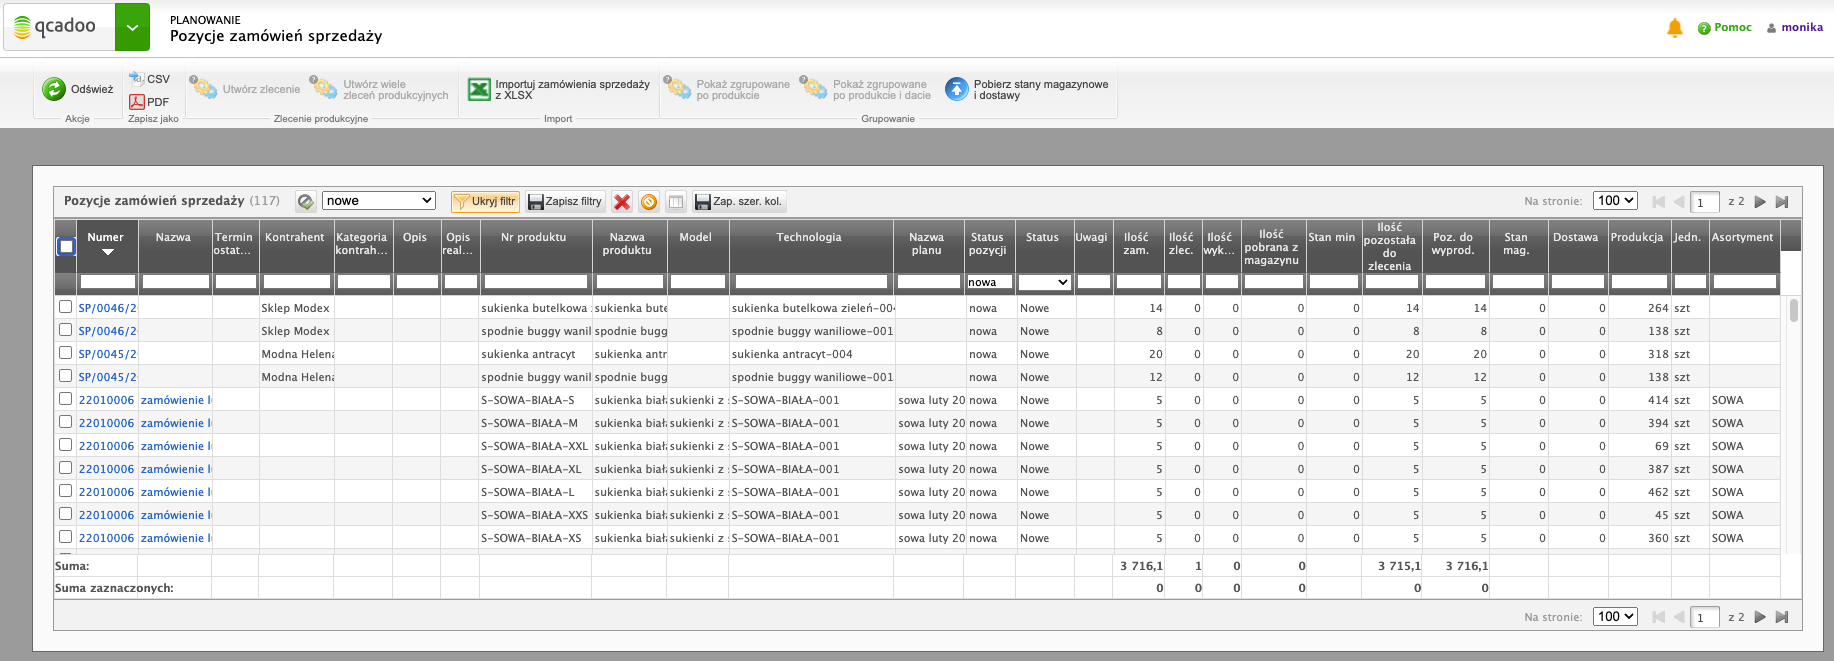 qcadoo
PLANOWANIE
Pozycje zamówień sprzedaży
Pomoc monika
Odśwież
Akcje
CSV
PDF
Zapisz jako
Utwórz zlecenie
Utwórz wiele
zleceń produkcyjnych
Zlecenie produkcyjne
Importuj zamówienia sprzedaży
z XLSX
Import
Pokaż zgrupowane
po produkcie
Pokaż zgrupowane
po produkcie i dacie
Pobierz stany magazynowe
i dostawy
Grupowanie
Pozycje zamówień sprzedaży (117) nowe Ukryj filtr Zapisz filtry Zap. szer. kol. Na stronie: 100 1 z 2
Numer Nazwa Termin ostat... Kontrahent Kategoria kontrah... Opis Opis real... Nr produktu Nazwa produktu Model Technologia Nazwa planu Status pozycji Status Uwagi Ilość zam. Ilość zlec. Ilość wyk... Ilość pobrana z magazynu Stan min Ilość pozostała do zlecenia Poz. do wyprod. Stan mag. Dostawa Produkcja Jedn. Asortyment
nowa
SP/0046/2 Sklep Modex sukienka butelkowa sukienka bute sukienka butelkowa zieleń-004 nowa Nowe 14 0 0 0 0 14 14 0 0 264 szt
SP/0046/2 Sklep Modex spodnie buggy wanil spodnie bugg spodnie buggy waniliowe-001 nowa Nowe 8 0 0 0 0 8 8 0 0 138 szt
SP/0045/2 Modna Helena sukienka antracyt sukienka antr sukienka antracyt-004 nowa Nowe 20 0 0 0 0 20 20 0 0 318 szt
SP/0045/2 Modna Helena spodnie buggy wanil spodnie bugg spodnie buggy waniliowe-001 nowa Nowe 12 0 0 0 0 12 12 0 0 138 szt
22010006 zamówienie l S-SOWA-BIAŁA-S sukienka biał sukienki z S-SOWA-BIAŁA-001 sowa luty 20 nowa Nowe 5 0 0 0 0 5 5 0 0 414 szt SOWA
22010006 zamówienie l S-SOWA-BIAŁA-M sukienka biał sukienki z S-SOWA-BIAŁA-001 sowa luty 20 nowa Nowe 5 0 0 0 0 5 5 0 0 394 szt SOWA
22010006 zamówienie l S-SOWA-BIAŁA-XXL sukienka biał sukienki z S-SOWA-BIAŁA-001 sowa luty 20 nowa Nowe 5 0 0 0 0 5 5 0 0 69 szt SOWA
22010006 zamówienie l S-SOWA-BIAŁA-XL sukienka biał sukienki z S-SOWA-BIAŁA-001 sowa luty 20 nowa Nowe 5 0 0 0 0 5 5 0 0 387 szt SOWA
22010006 zamówienie l S-SOWA-BIAŁA-L sukienka biał sukienki z S-SOWA-BIAŁA-001 sowa luty 20 nowa Nowe 5 0 0 0 0 5 5 0 0 462 szt SOWA
22010006 zamówienie l S-SOWA-BIAŁA-XXS sukienka biał sukienki z S-SOWA-BIAŁA-001 sowa luty 20 nowa Nowe 5 0 0 0 0 5 5 0 0 45 szt SOWA
22010006 zamówienie l S-SOWA-BIAŁA-XS sukienka biał sukienki z S-SOWA-BIAŁA-001 sowa luty 20 nowa Nowe 5 0 0 0 0 5 5 0 0 360 szt SOWA
Suma: 3 716,1 1 0 0 3 715,1 3 716,1
Suma zaznaczonych: 0 0 0 0 0 0
Na stronie: 100 1 z 2